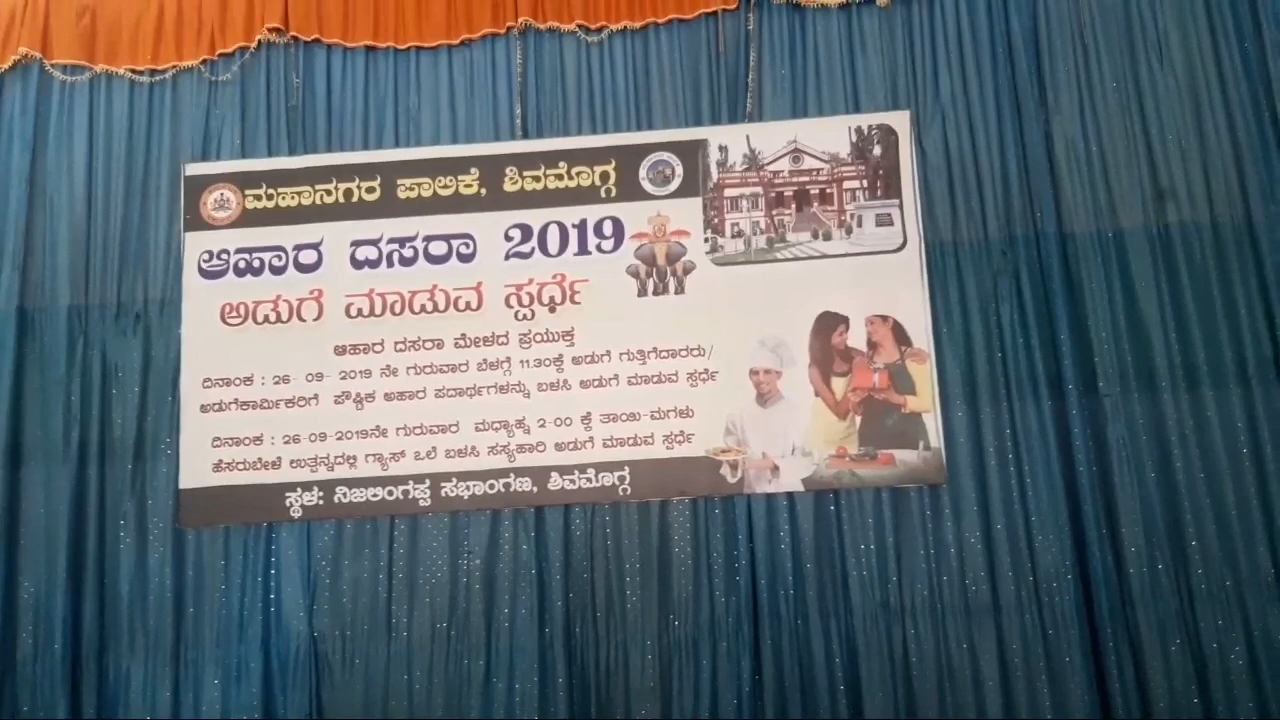 ಮಹಾನಗರ ಪಾಲಿಕೆ, ಶಿವಮೊಗ್ಗ
ಆಹಾರ ದಸರಾ 2019
ಅಡುಗೆ ಮಾಡುವ ಸ್ಪರ್ಧೆ
ಆಹಾರ ದಸರಾ ಮೇಳದ ಪ್ರಯುಕ್ತ
ದಿನಾಂಕ : 26- 09- 2019 ನೇ ಗುರುವಾರ ಬೆಳಗ್ಗೆ 11.30ಕ್ಕೆ ಅಡುಗೆ ಗುತ್ತಿಗೆದಾರರು/
ಅಡುಗೆಕಾರ್ಮಿಕರಿಗೆ ಪೌಷ್ಟಿಕ ಅಹಾರ ಪದಾರ್ಥಗಳನ್ನು ಬಳಸಿ ಅಡುಗೆ ಮಾಡುವ ಸ್ಪರ್ಧೆ
ದಿನಾಂಕ : 26-09-2019ನೇ ಗುರುವಾರ ಮಧ್ಯಾಹ್ನ 2-00 ಕ್ಕೆ ತಾಯಿ-ಮಗಳು
ಹೆಸರುಬೇಳೆ ಉತ್ಪನ್ನದಲ್ಲಿ ಗ್ಯಾಸ್ ಒಲೆ ಬಳಸಿ ಸಸ್ಯಹಾರಿ ಅಡುಗೆ ಮಾಡುವ ಸ್ಪರ್ಧೆ
ಸ್ಥಳ: ನಿಜಲಿಂಗಪ್ಪ ಸಭಾಂಗಣ, ಶಿವಮೊಗ್ಗ